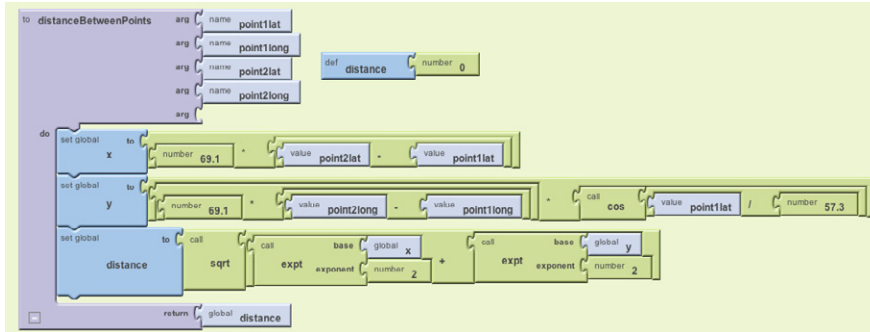 to distanceBetweenPoints arg name point1lat
arg name point1long
arg name point2lat
arg name point2long
arg
def distance number 0
do set global x to number 69.1 * value point2lat - value point1lat
set global y to number 69.1 * value point2long - value point1long * call cos value point1lat / number 57.3
set global distance to call sqrt call expt base global x exponent number 2 + call expt base global y exponent number 2
return global distance